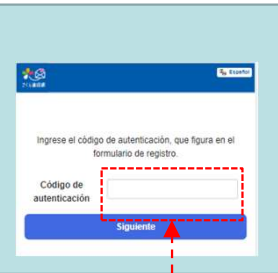 Español
Ingrese el código de autenticación, que figura en el
formulario de registro.
Código de
autenticación
Siguiente